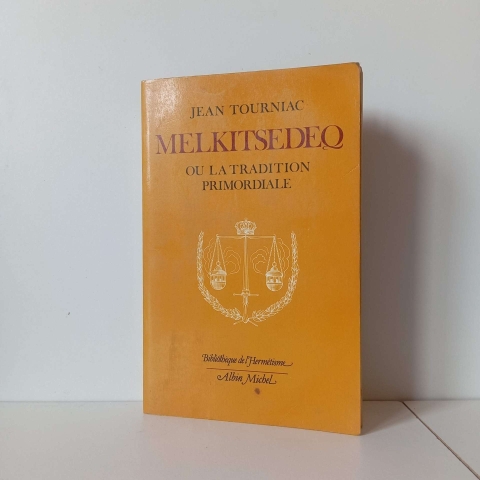 JEAN TOURNIAC
MELKITSEDEQ
OU LA TRADITION
PRIMORDIALE
Bibliothèque de l'Hermétisme
Albin Michel